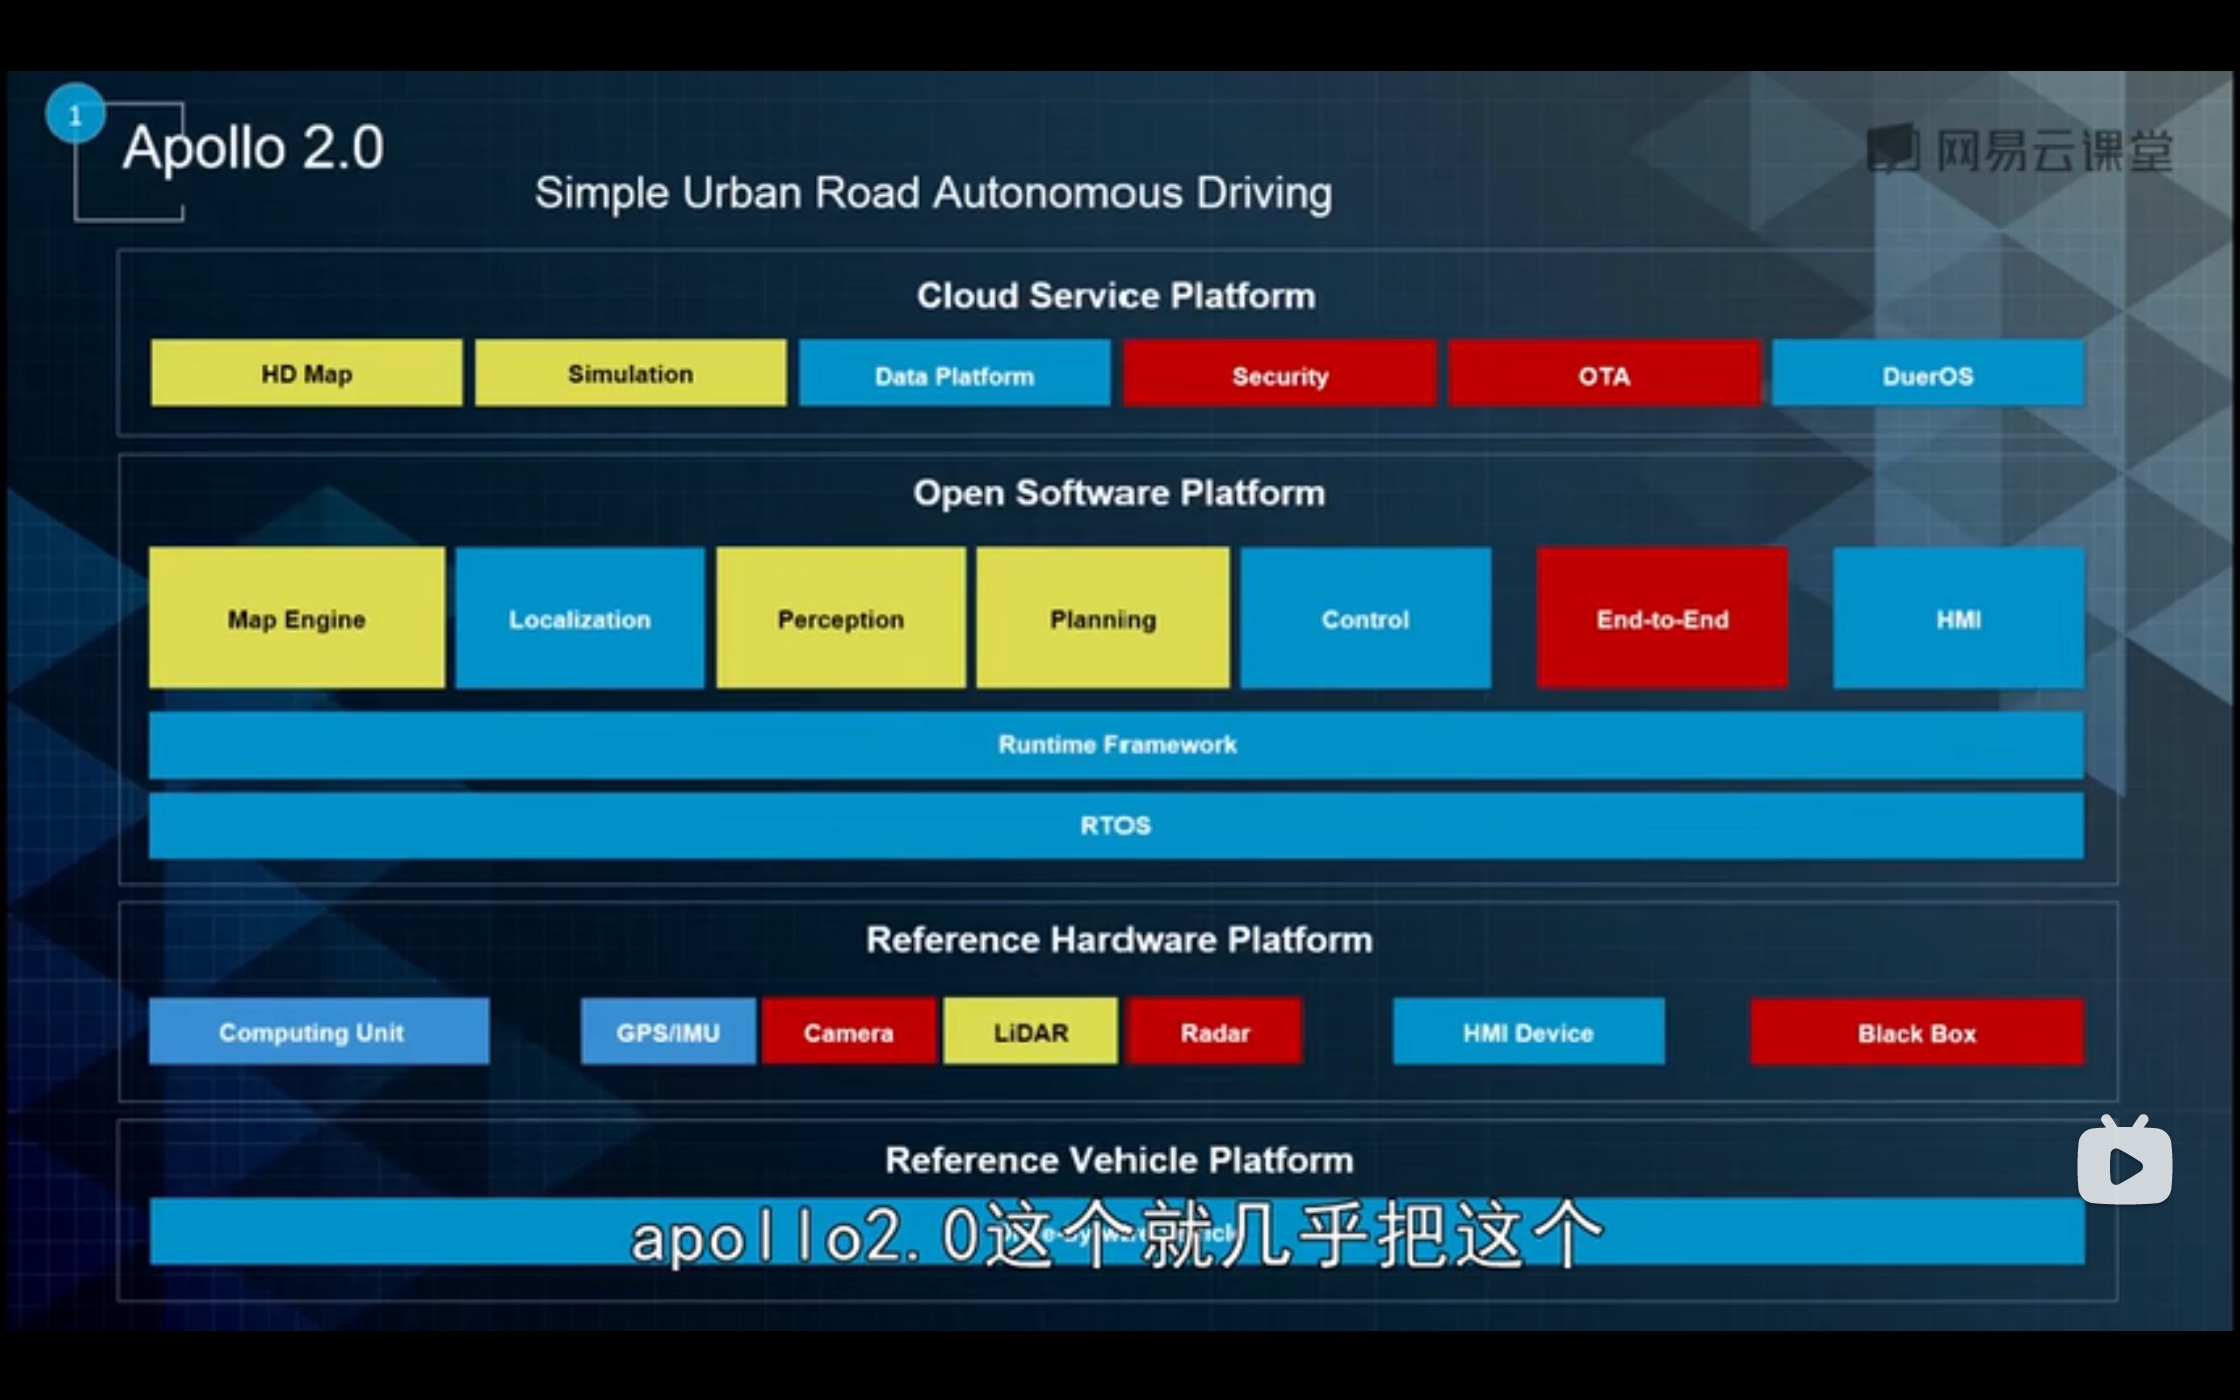 1
Apollo 2.0
网易云课堂
Simple Urban Road Autonomous Driving
Cloud Service Platform
HD Map
Simulation
Data Platform
Security
OTA
DuerOS
Open Software Platform
Map Engine
Localization
Perception
Planning
Control
End-to-End
HMI
Runtime Framework
RTOS
Reference Hardware Platform
Computing Unit
GPS/IMU
Camera
LiDAR
Radar
HMI Device
Black Box
Reference Vehicle Platform
apollo2.0这个就几乎把这个